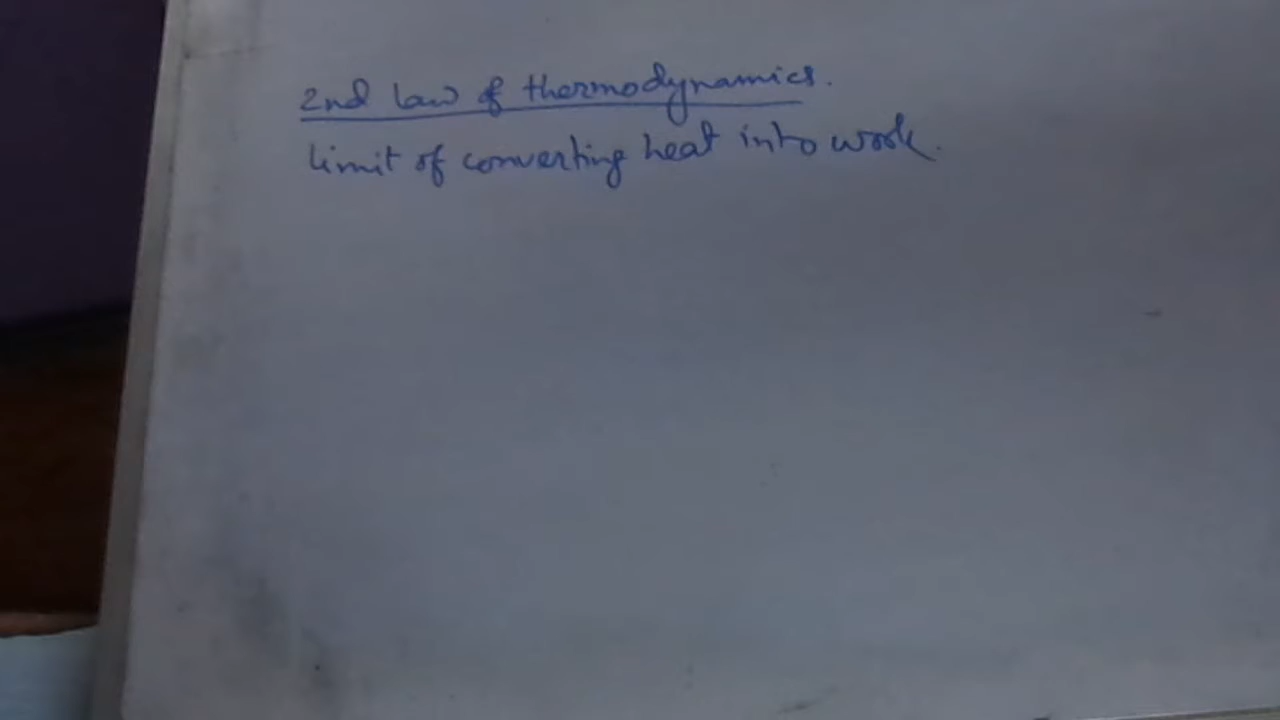 2nd law of thermodynamics.
limit of converting heat into work.